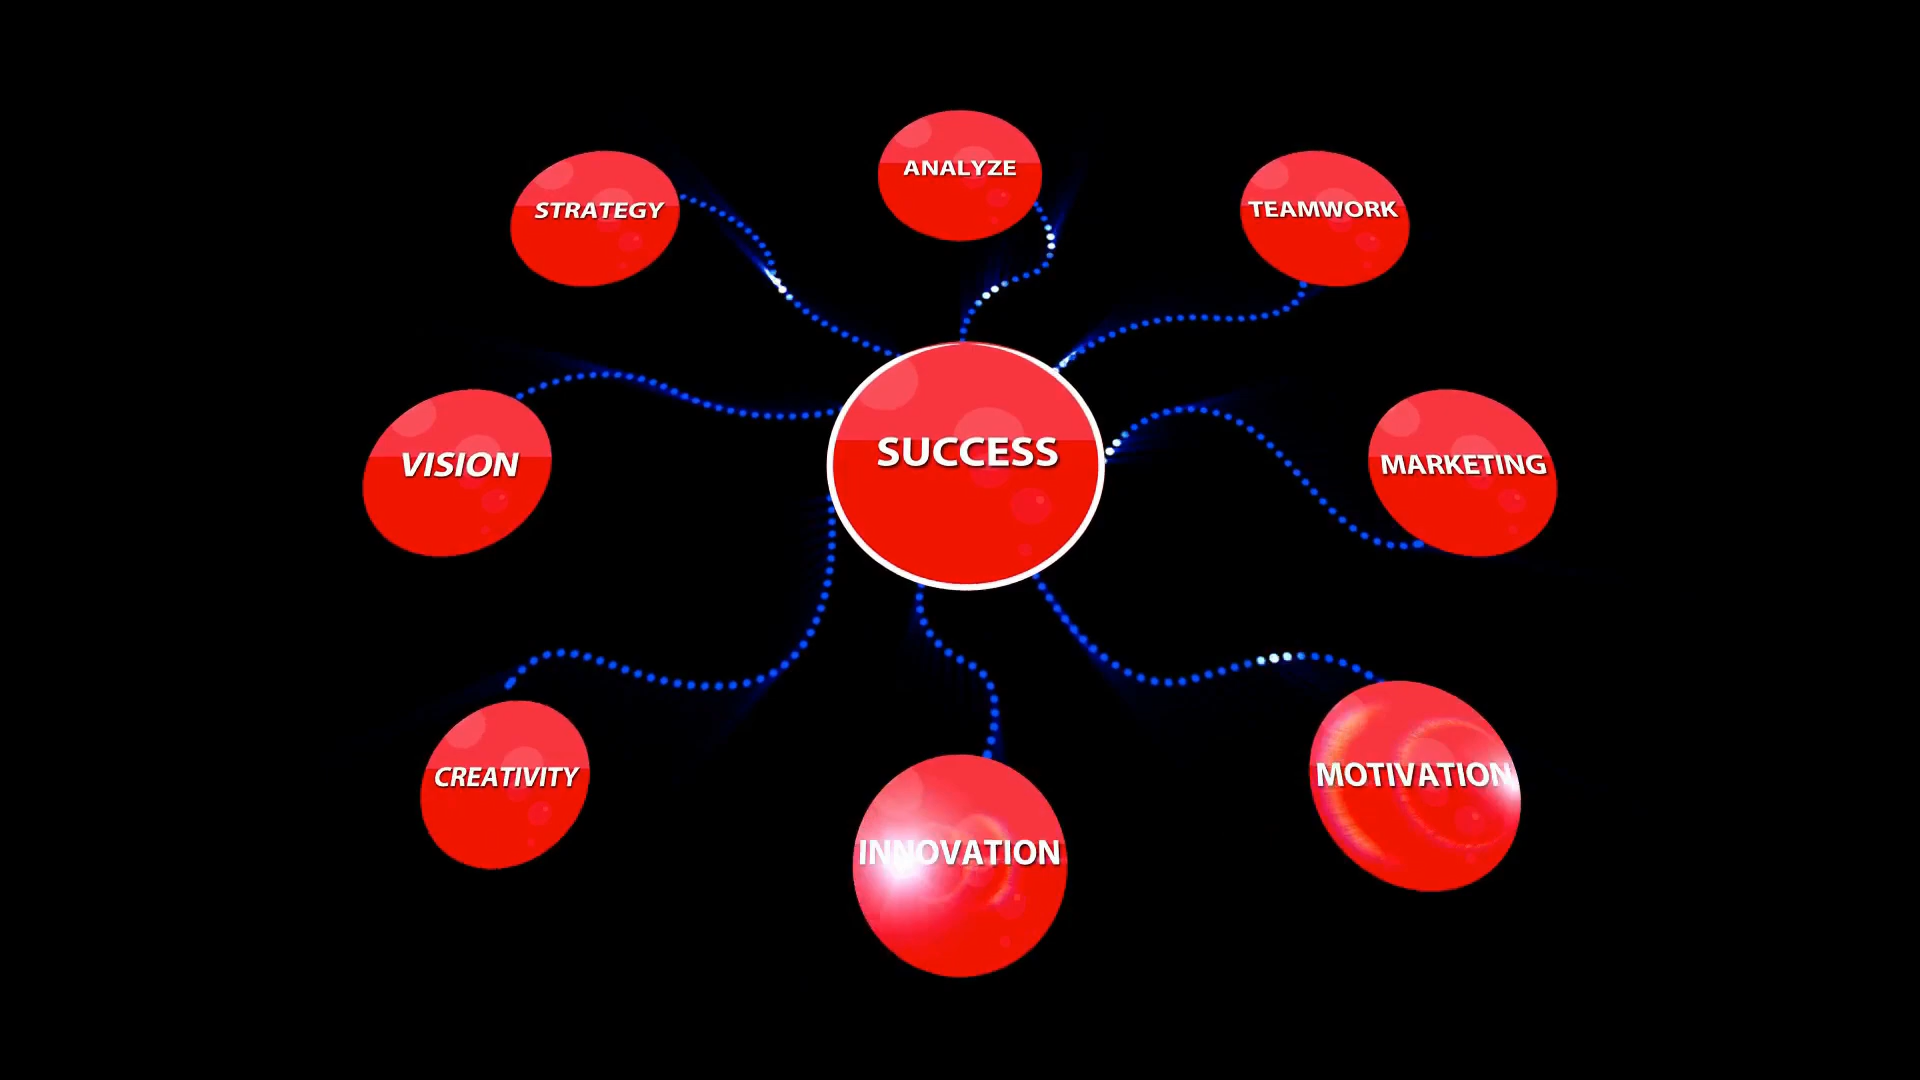 ANALYZE
STRATEGY
TEAMWORK
SUCCESS
VISION
MARKETING
CREATIVITY
INNOVATION
MOTIVATION